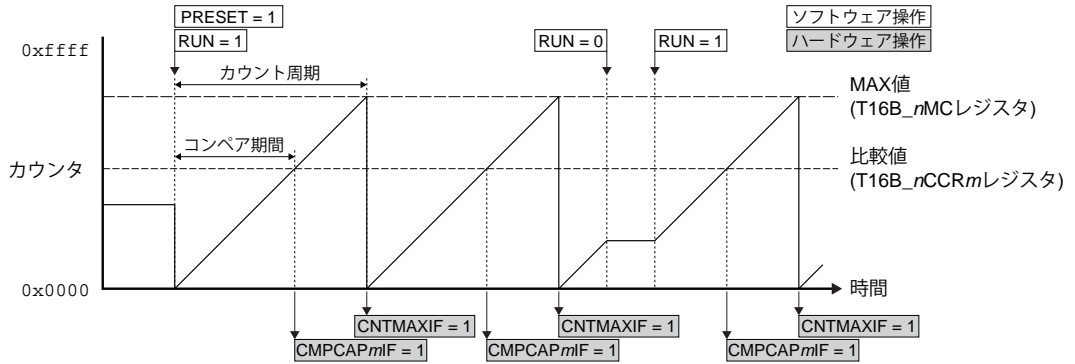 PRESET = 1
ソフトウェア操作
0xffff
RUN = 1
RUN = 0
RUN = 1
ハードウェア操作
カウント周期
MAX値
(T16B_nMCレジスタ)
コンペア期間
カウンタ
比較値
(T16B_nCCRmレジスタ)
0x0000
時間
CNTMAXIF = 1
CNTMAXIF = 1
CNTMAXIF = 1
CMPCAPmIF = 1
CMPCAPmIF = 1
CMPCAPmIF = 1